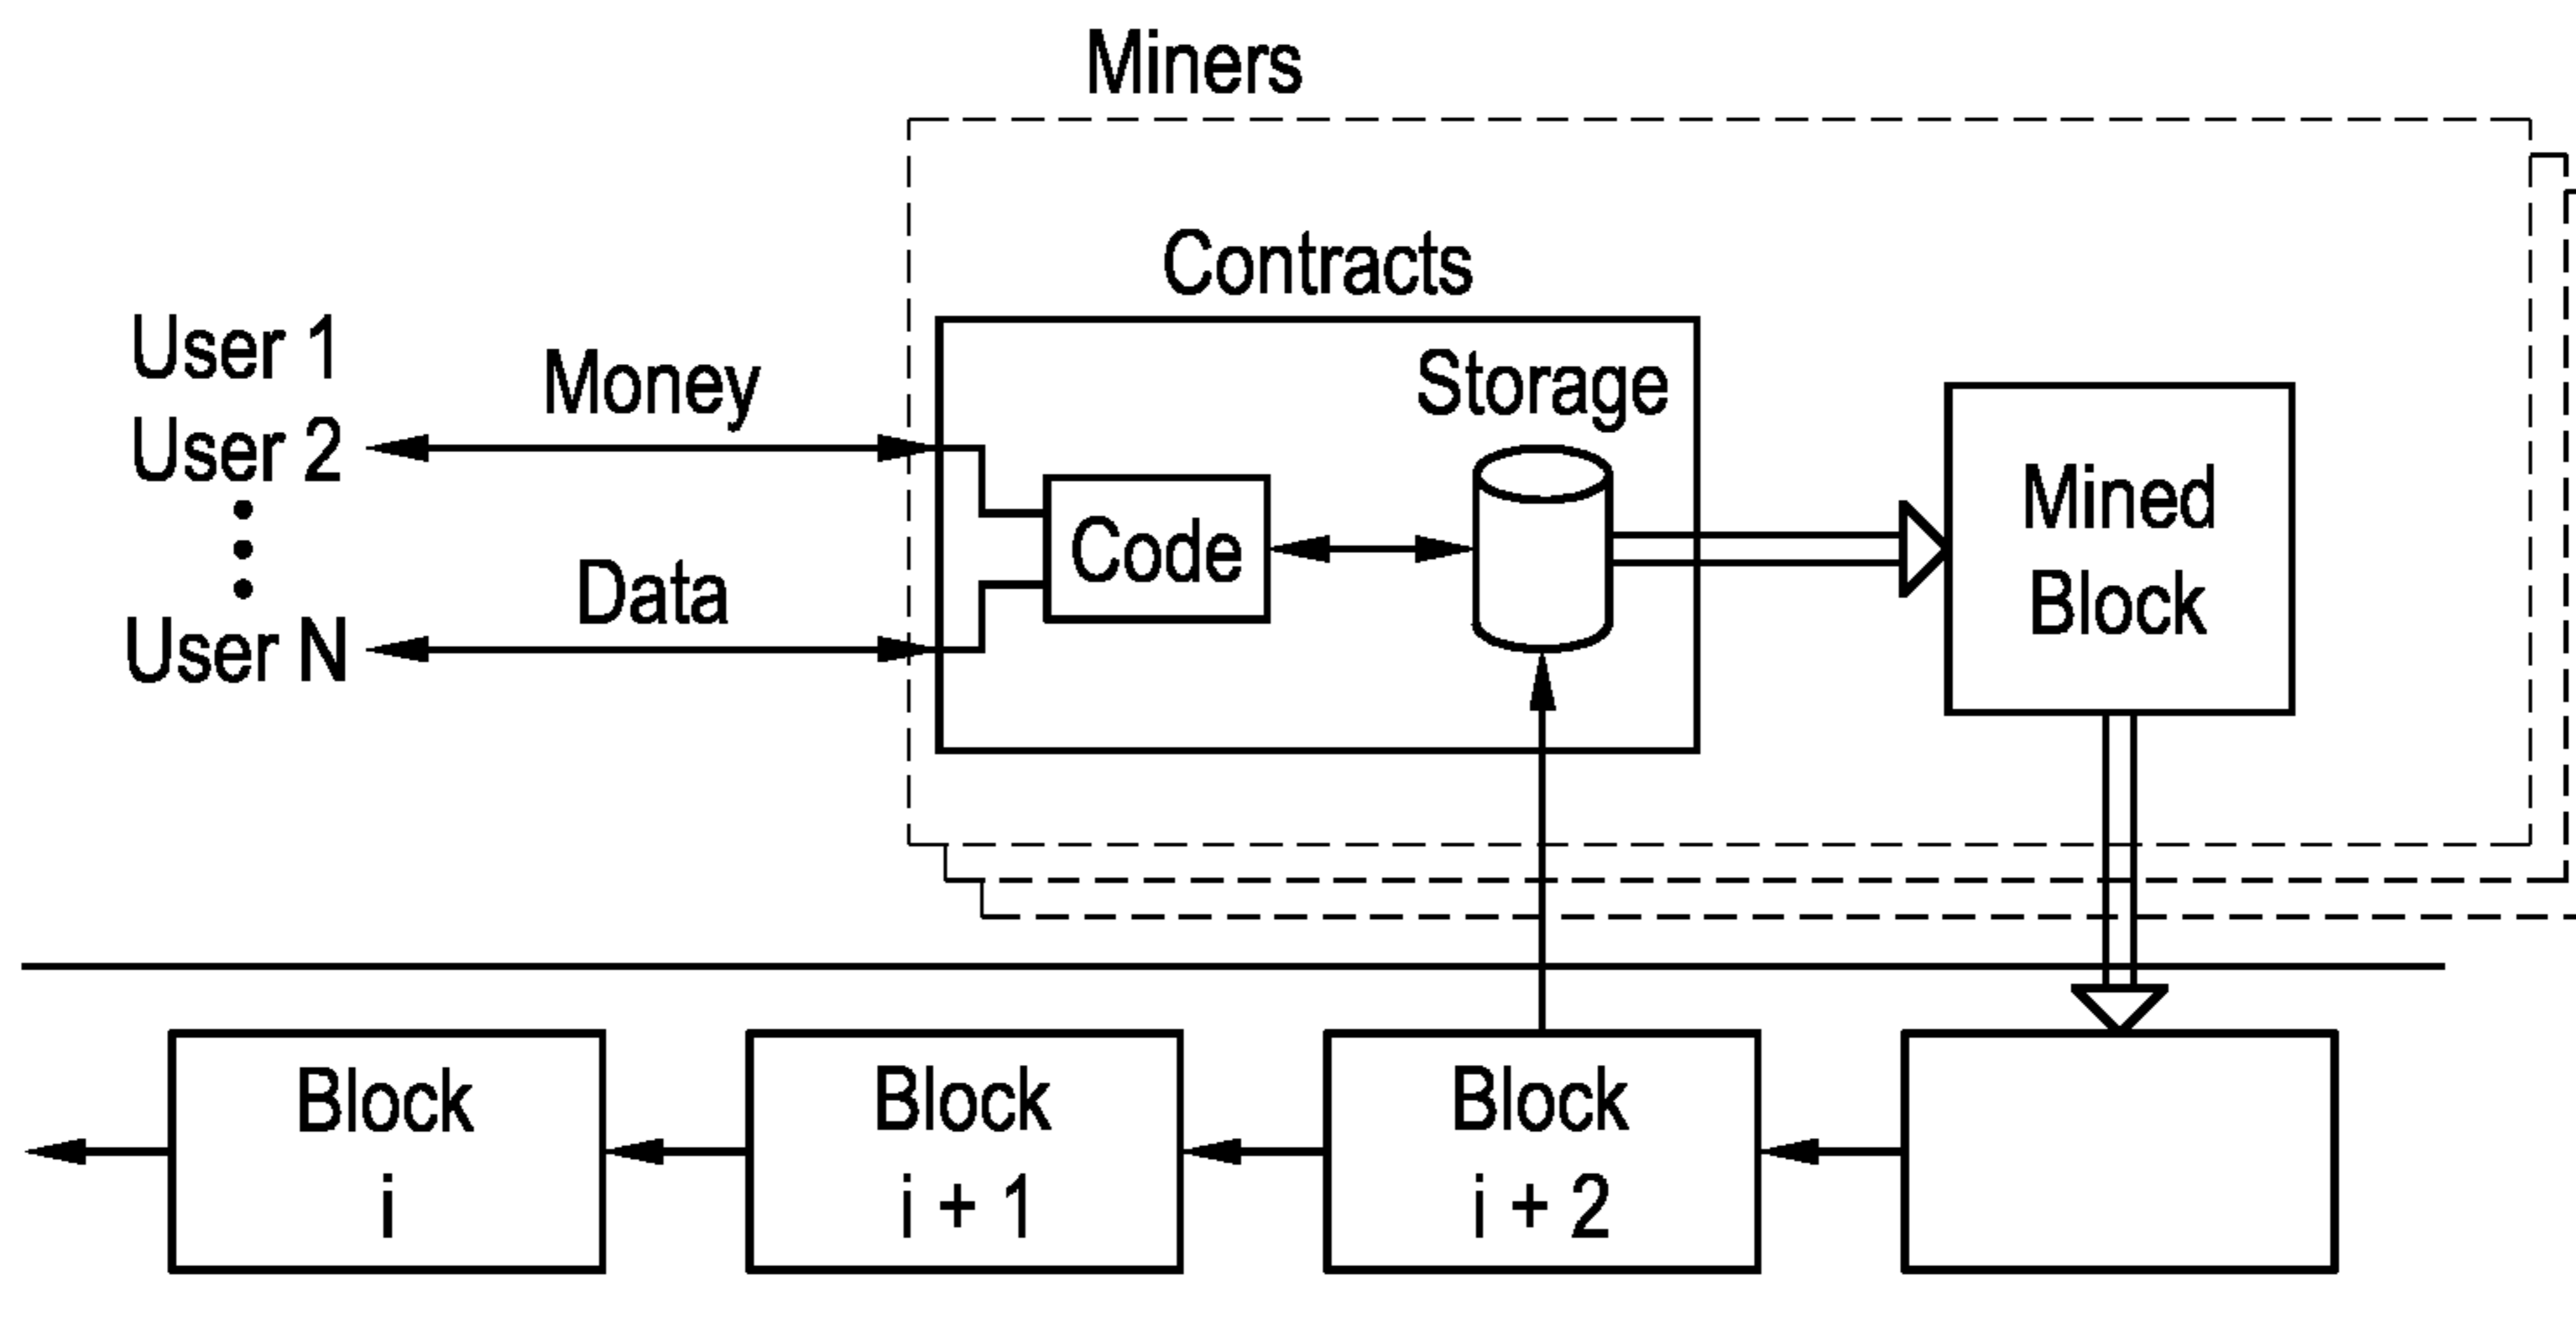 Miners
Contracts
User 1
Money
Storage
User 2
Code
Mined
Block
Data
User N
Block
i
Block
i + 1
Block
i + 2